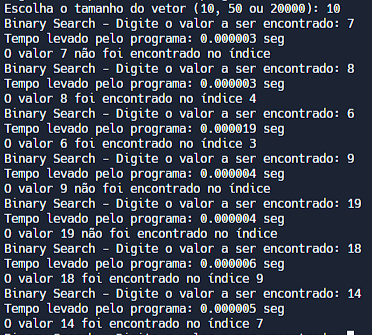 Escolha o tamanho do vetor (10, 50 ou 20000): 10
Binary Search - Digite o valor a ser encontrado: 7
Tempo levado pelo programa: 0.000003 seg
O valor 7 não foi encontrado no índice
Binary Search - Digite o valor a ser encontrado: 8
Tempo levado pelo programa: 0.000003 seg
O valor 8 foi encontrado no índice 4
Binary Search - Digite o valor a ser encontrado: 6
Tempo levado pelo programa: 0.000019 seg
O valor 6 foi encontrado no índice 3
Binary Search - Digite o valor a ser encontrado: 9
Tempo levado pelo programa: 0.000004 seg
O valor 9 não foi encontrado no índice
Binary Search - Digite o valor a ser encontrado: 19
Tempo levado pelo programa: 0.000004 seg
O valor 19 não foi encontrado no índice
Binary Search - Digite o valor a ser encontrado: 18
Tempo levado pelo programa: 0.000006 seg
O valor 18 foi encontrado no índice 9
Binary Search - Digite o valor a ser encontrado: 14
Tempo levado pelo programa: 0.000005 seg
O valor 14 foi encontrado no índice 7
Binary Search - Digite o valor a ser encontrado: